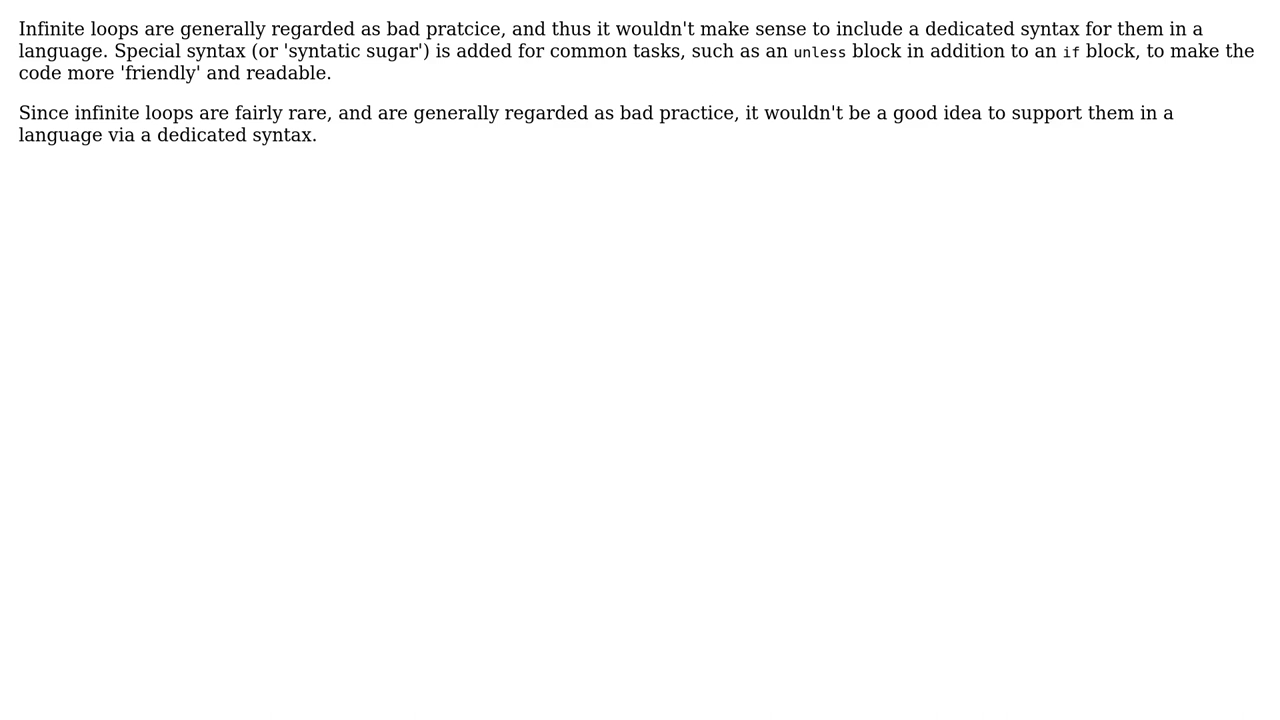 Infinite loops are generally regarded as bad pratcice, and thus it wouldn't make sense to include a dedicated syntax for them in a
language. Special syntax (or 'syntatic sugar') is added for common tasks, such as an unless block in addition to an if block, to make the
code more 'friendly' and readable.
Since infinite loops are fairly rare, and are generally regarded as bad practice, it wouldn't be a good idea to support them in a
language via a dedicated syntax.